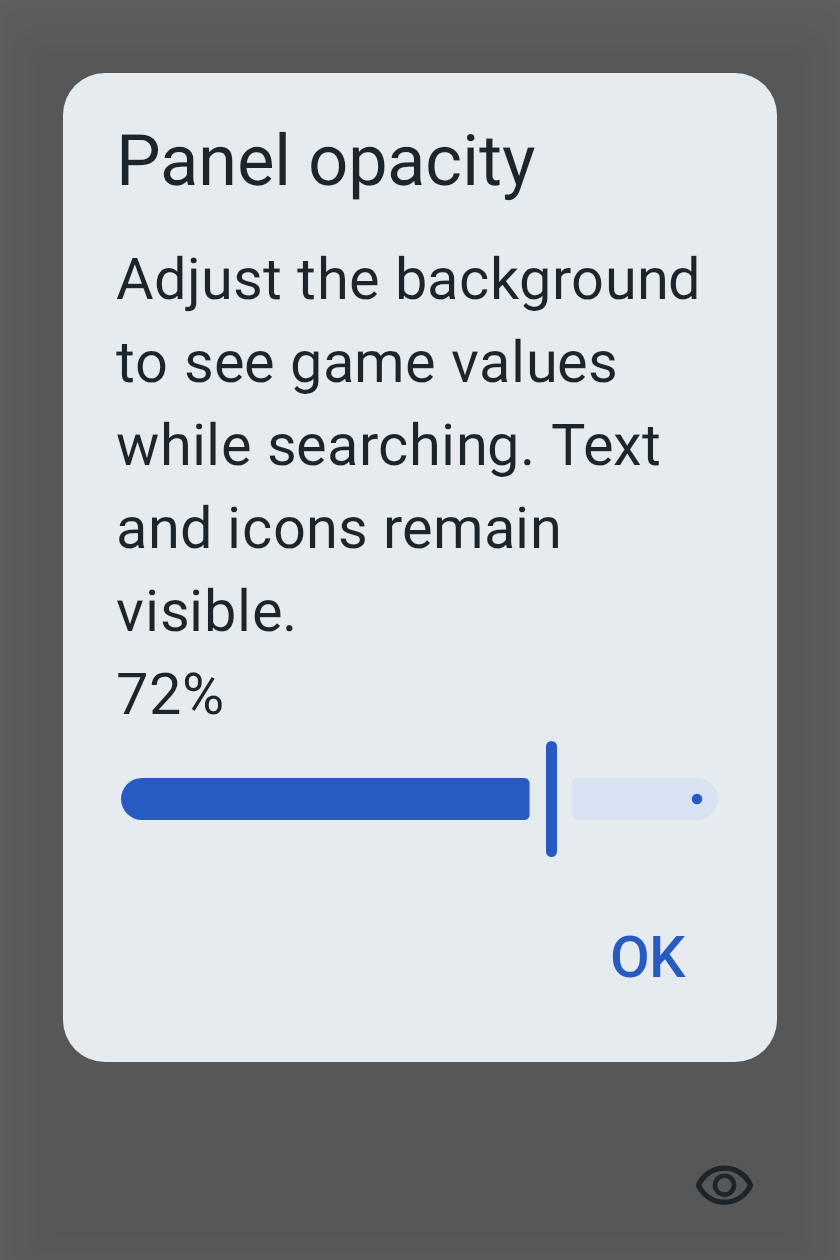 Panel opacity
Adjust the background
to see game values
while searching. Text
and icons remain
visible.
72%
OK